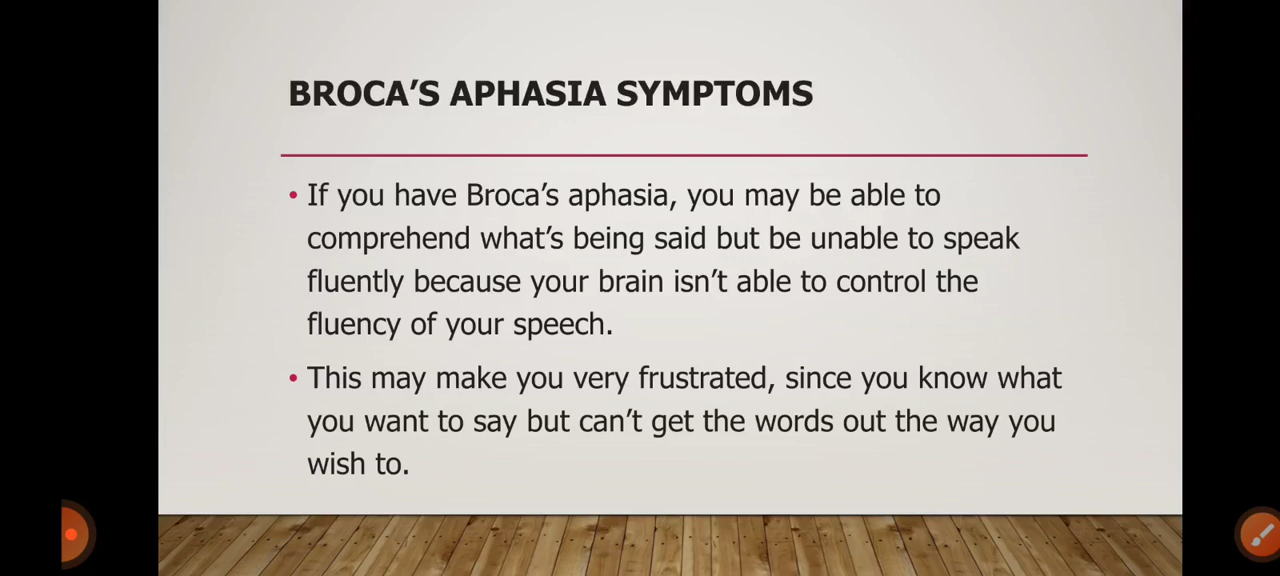 BROCA’S APHASIA SYMPTOMS
• If you have Broca’s aphasia, you may be able to
comprehend what’s being said but be unable to speak
fluently because your brain isn’t able to control the
fluency of your speech.
• This may make you very frustrated, since you know what
you want to say but can’t get the words out the way you
wish to.